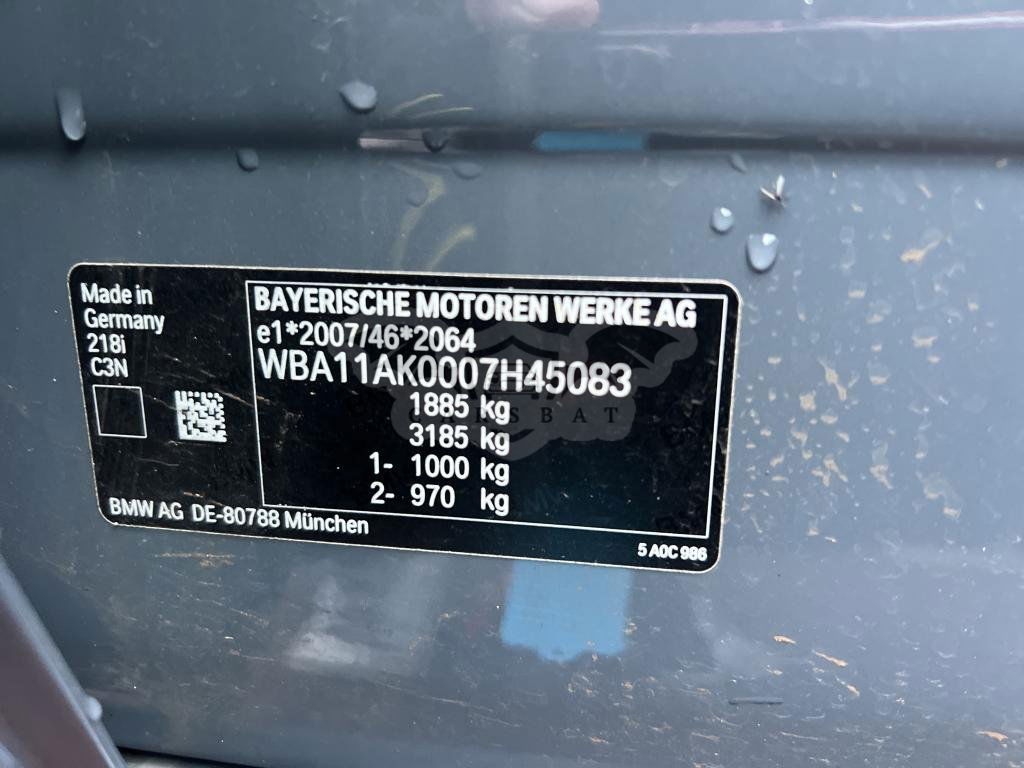 Made in
Germany
218i
C3N
BAYERISCHE MOTOREN WERKE AG
e1*2007/46*2064
WBA11AK0007H45083
1885 kg
3185 kg
1- 1000 kg
2- 970 kg
BMW AG DE-80788 München
5 A0C 986